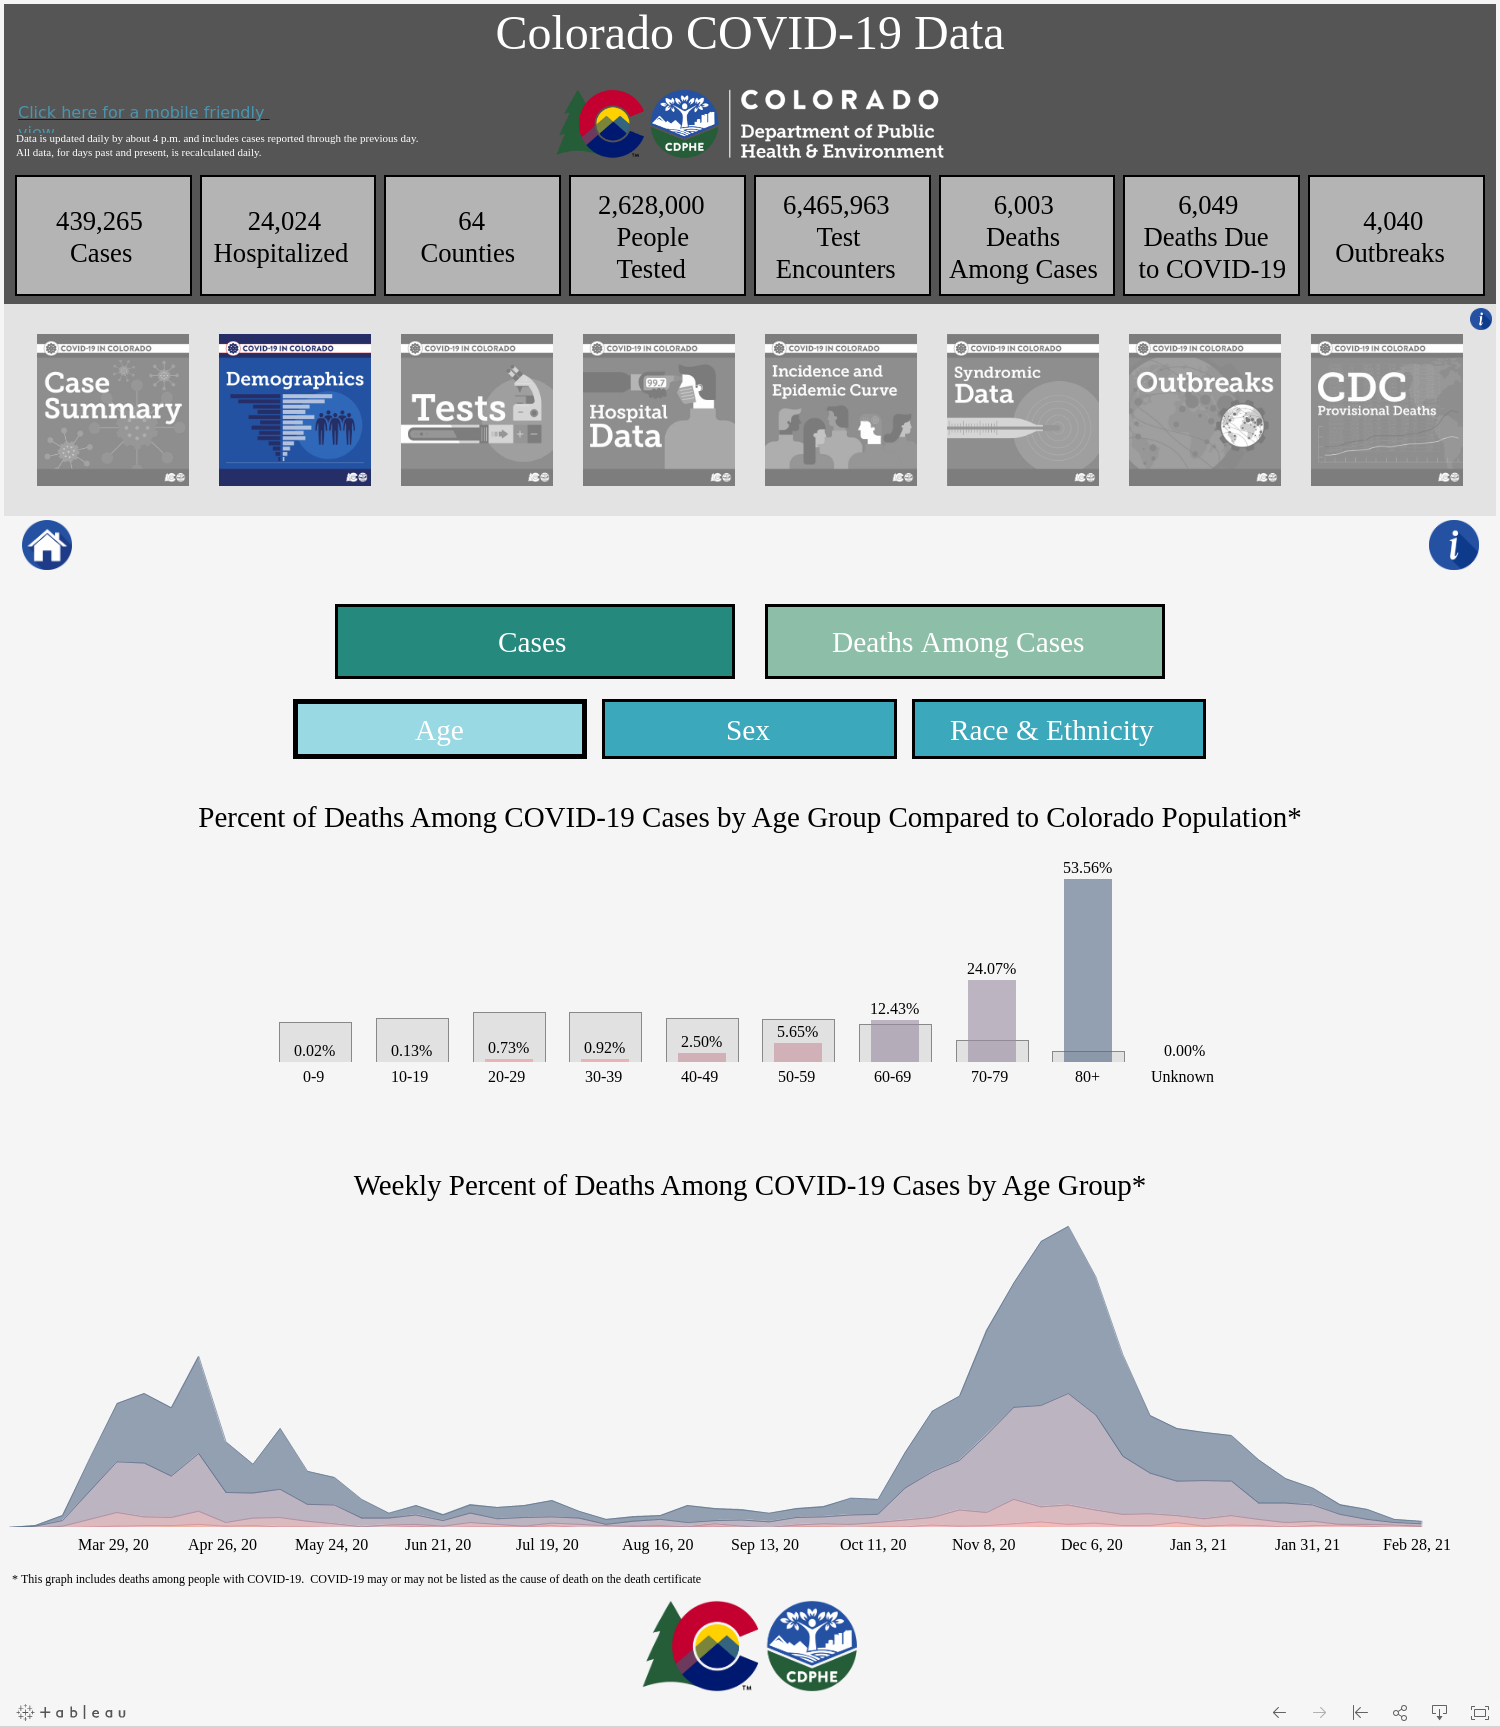 Colorado COVID-19 Data
Click here for a mobile friendly
view
Data is updated daily by about 4 p.m. and includes cases reported through the previous day.
All data, for days past and present, is recalculated daily.
CDPHE
COLORADO
Department of Public
Health & Environment
TM
439,265
Cases
24,024
Hospitalized
64
Counties
2,628,000
People
Tested
6,465,963
Test
Encounters
6,003
Deaths
Among Cases
6,049
Deaths Due
to COVID-19
4,040
Outbreaks
i
COVID-19 IN COLORADO
Case
Summary
COVID-19 IN COLORADO
Demographics
COVID-19 IN COLORADO
Tests
COVID-19 IN COLORADO
99.7
Hospital
Data
COVID-19 IN COLORADO
Incidence and
Epidemic Curve
COVID-19 IN COLORADO
Syndromic
Data
COVID-19 IN COLORADO
Outbreaks
COVID-19 IN COLORADO
CDC
Provisional Deaths
i
Cases
Deaths Among Cases
Age
Sex
Race & Ethnicity
Percent of Deaths Among COVID-19 Cases by Age Group Compared to Colorado Population*
0.02%
0.13%
0.73%
0.92%
2.50%
5.65%
12.43%
24.07%
53.56%
0.00%
0-9
10-19
20-29
30-39
40-49
50-59
60-69
70-79
80+
Unknown
Weekly Percent of Deaths Among COVID-19 Cases by Age Group*
Mar 29, 20
Apr 26, 20
May 24, 20
Jun 21, 20
Jul 19, 20
Aug 16, 20
Sep 13, 20
Oct 11, 20
Nov 8, 20
Dec 6, 20
Jan 3, 21
Jan 31, 21
Feb 28, 21
* This graph includes deaths among people with COVID-19. COVID-19 may or may not be listed as the cause of death on the death certificate
TM
CDPHE
+ableau